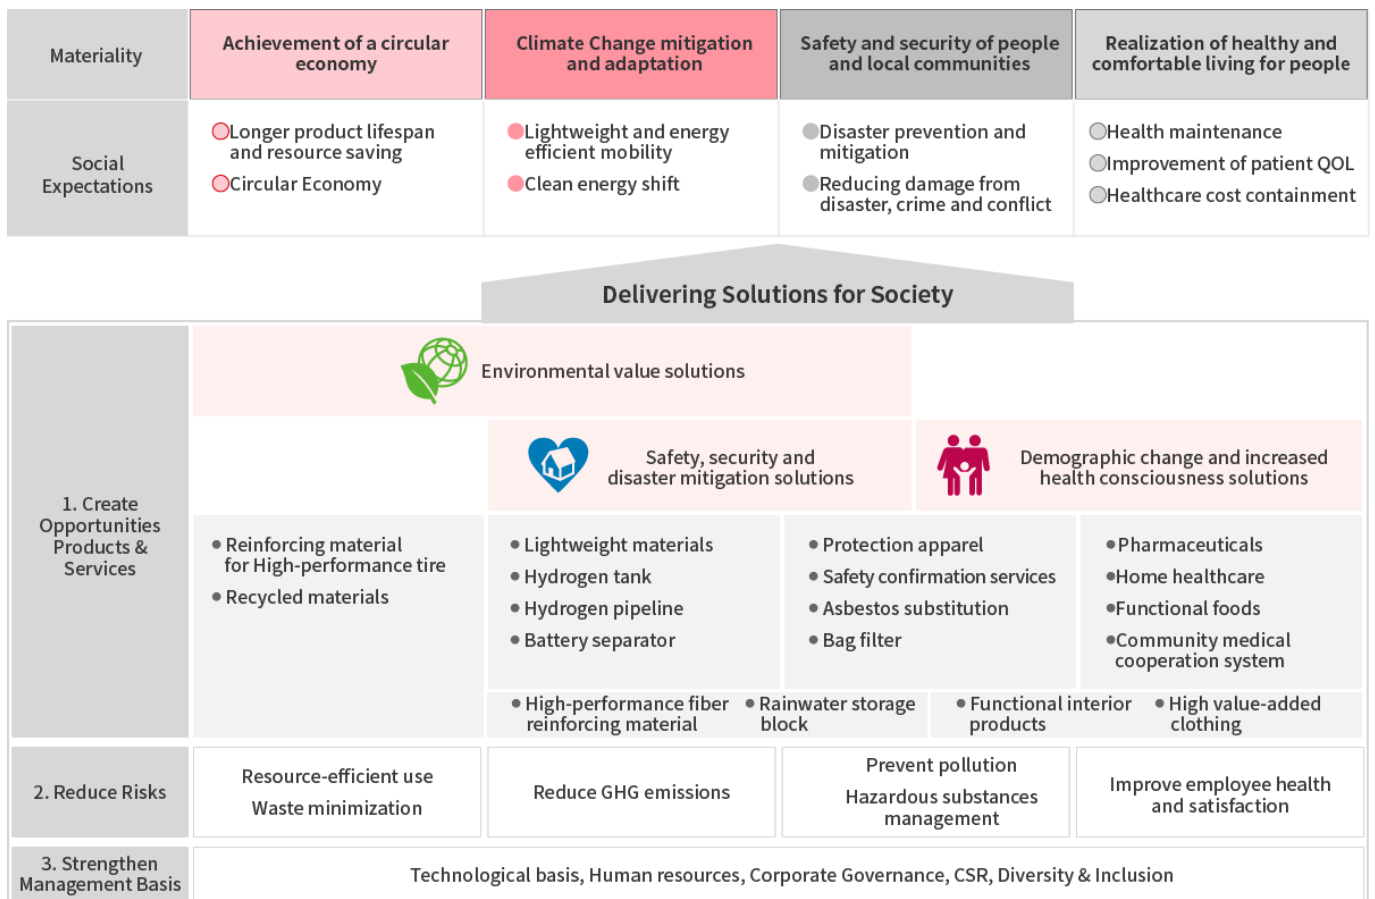 Materiality
Achievement of a circular
economy
Climate Change mitigation
and adaptation
Safety and security of people
and local communities
Realization of healthy and
comfortable living for people
Social
Expectations
Longer product lifespan
and resource saving
Circular Economy
Lightweight and energy
efficient mobility
Clean energy shift
Disaster prevention and
mitigation
Reducing damage from
disaster, crime and conflict
Health maintenance
Improvement of patient QOL
Healthcare cost containment
Delivering Solutions for Society
1. Create
Opportunities
Products &
Services
Environmental value solutions
Safety, security and
disaster mitigation solutions
Demographic change and increased
health consciousness solutions
• Reinforcing material
for High-performance tire
• Recycled materials
• Lightweight materials
• Hydrogen tank
• Hydrogen pipeline
• Battery separator
• Protection apparel
• Safety confirmation services
• Asbestos substitution
• Bag filter
• Pharmaceuticals
• Home healthcare
• Functional foods
• Community medical
cooperation system
• High-performance fiber
reinforcing material
• Rainwater storage
block
• Functional interior
products
• High value-added
clothing
2. Reduce Risks
Resource-efficient use
Waste minimization
Reduce GHG emissions
Prevent pollution
Hazardous substances
management
Improve employee health
and satisfaction
3. Strengthen
Management Basis
Technological basis, Human resources, Corporate Governance, CSR, Diversity & Inclusion